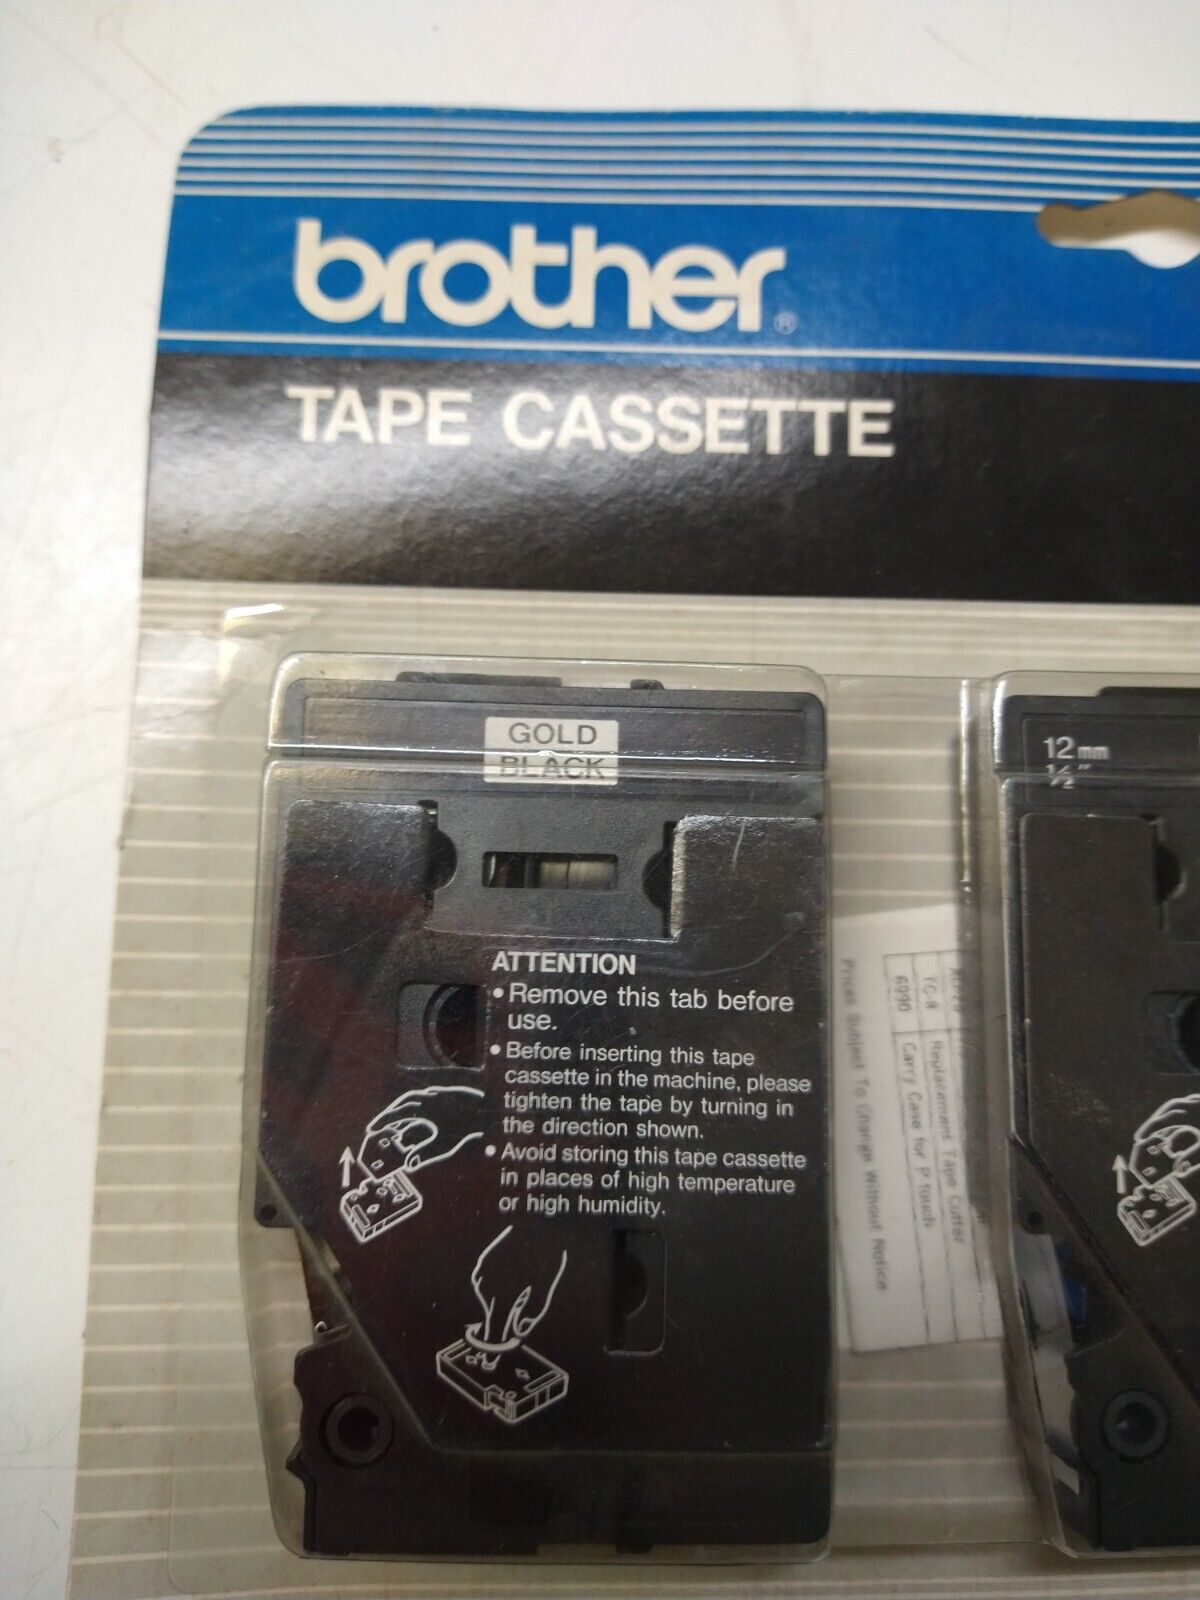 brother®
TAPE CASSETTE
GOLD
BLACK
12 mm
½"
ATTENTION
• Remove this tab before
use.
• Before inserting this tape
cassette in the machine, please
tighten the tape by turning in
the direction shown.
• Avoid storing this tape cassette
in places of high temperature
or high humidity.
TC-R Replacement Tape Cutter
6990 Carry Case for P touch
Prices Subject To Change Without Notice